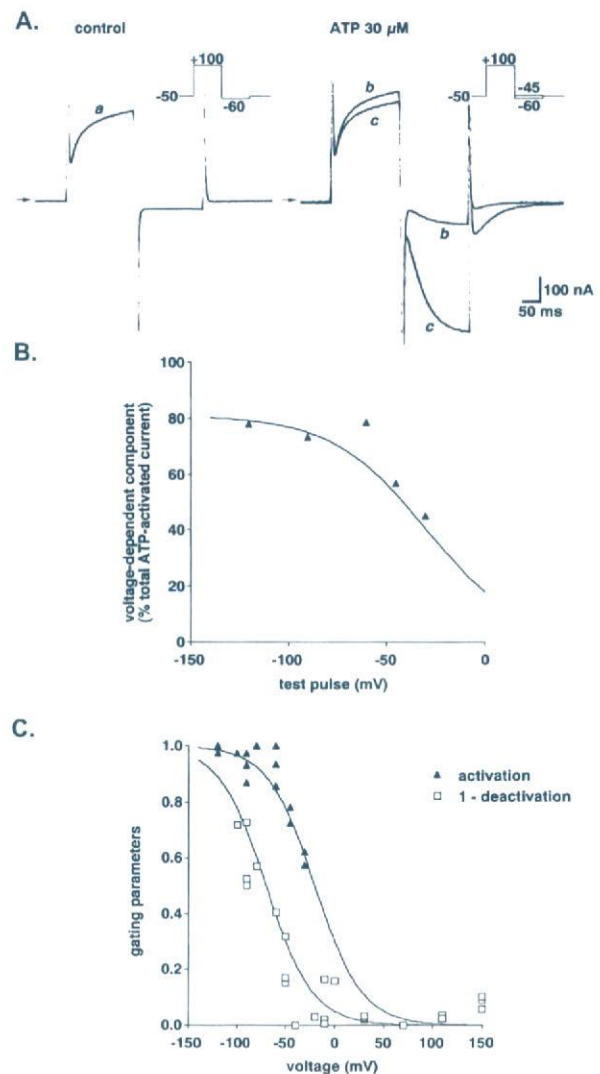 A.
control
ATP 30 µM
+100
-50
-60
+100
-50
-45
-60
a
b
c
b
c
100 nA
50 ms
B.
voltage-dependent component
(% total ATP-activated current)
100
80
60
40
20
0
-150
-100
-50
0
test pulse (mV)
C.
gating parameters
1.0
0.8
0.6
0.4
0.2
0.0
-150
-100
-50
0
50
100
150
voltage (mV)
activation
1 - deactivation